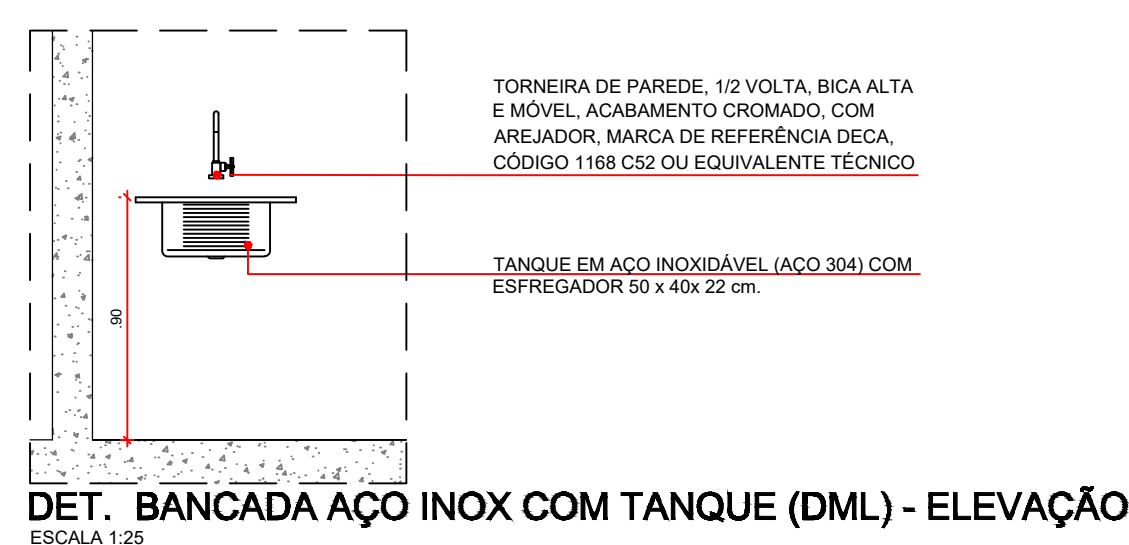 TORNEIRA DE PAREDE, 1/2 VOLTA, BICA ALTA
E MÓVEL, ACABAMENTO CROMADO, COM
AREJADOR, MARCA DE REFERÊNCIA DECA,
CÓDIGO 1168 C52 OU EQUIVALENTE TÉCNICO
TANQUE EM AÇO INOXIDÁVEL (AÇO 304) COM
ESFREGADOR 50 x 40x 22 cm.
.90
DET. BANCADA AÇO INOX COM TANQUE (DML) - ELEVAÇÃO
ESCALA 1:25